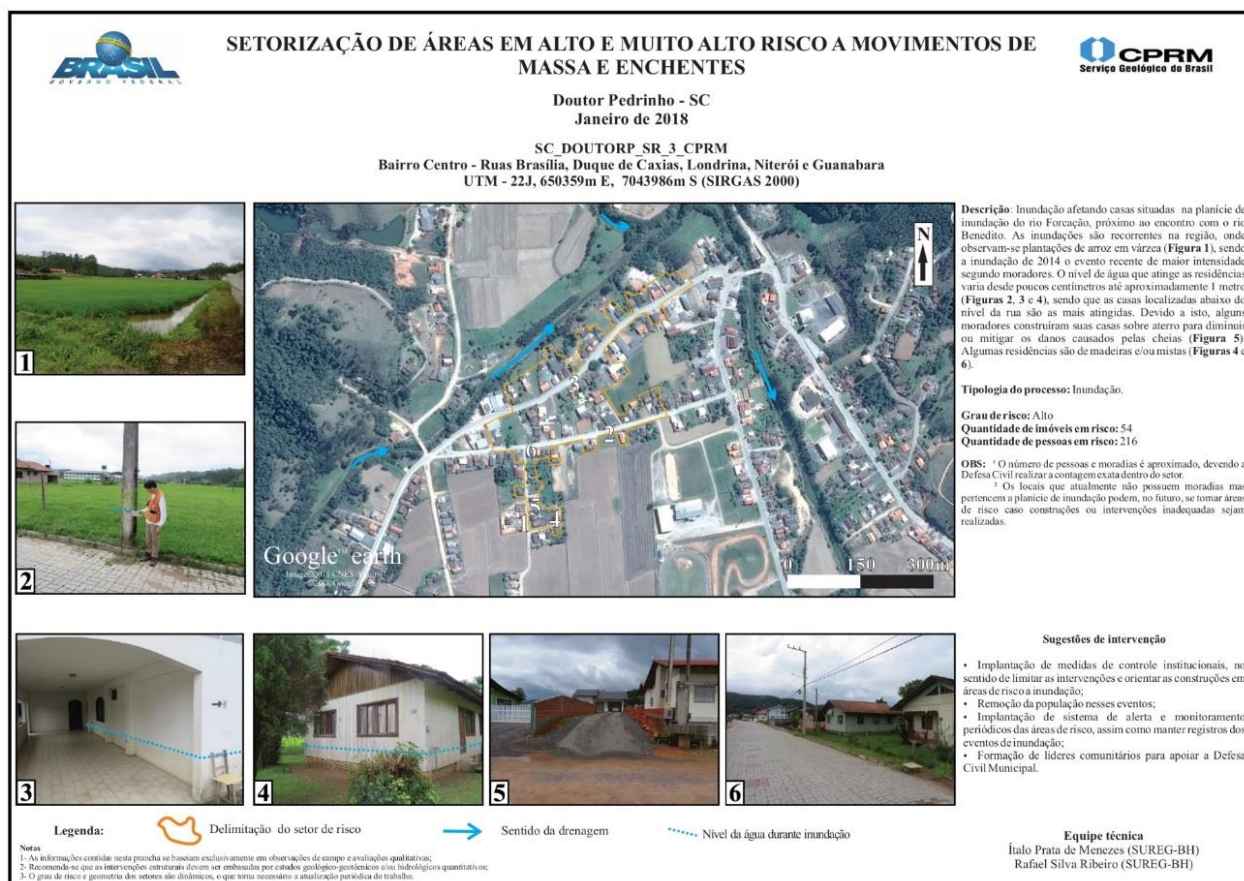 BRASIL
GOVERNO FEDERAL
SETORIZAÇÃO DE ÁREAS EM ALTO E MUITO ALTO RISCO A MOVIMENTOS DE
MASSA E ENCHENTES
CPRM
Serviço Geológico do Brasil
Doutor Pedrinho - SC
Janeiro de 2018
SC_DOUTORP_SR_3_CPRM
Bairro Centro - Ruas Brasília, Duque de Caxias, Londrina, Niterói e Guanabara
UTM - 22J, 650359m E, 7043986m S (SIRGAS 2000)
1
2
N
3
2
6
5
1
4
Google earth
0 150 300m
Descrição: Inundação afetando casas situadas na planície de
inundação do rio Forcação, próximo ao encontro com o rio
Benedito. As inundações são recorrentes na região, onde
observam-se plantações de arroz em várzea (Figura 1), sendo
a inundação de 2014 o evento recente de maior intensidade
segundo moradores. O nível de água que atinge as residências
varia desde poucos centímetros até aproximadamente 1 metro
(Figuras 2, 3 e 4), sendo que as casas localizadas abaixo do
nível da rua são as mais atingidas. Devido a isto, alguns
moradores construíram suas casas sobre aterro para diminuir
ou mitigar os danos causados pelas cheias (Figura 5)
Algumas residências são de madeiras e/ou mistas (Figuras 4 e
6).
Tipologia do processo: Inundação.
Grau de risco: Alto
Quantidade de imóveis em risco: 54
Quantidade de pessoas em risco: 216
OBS: ¹ O número de pessoas e moradias é aproximado, devendo a
Defesa Civil realizar a contagem exata dentro do setor.
² Os locais que atualmente não possuem moradias mas
pertencem a planície de inundação podem, no futuro, se tornar áreas
de risco caso construções ou intervenções inadequadas sejam
realizadas.
3
4
5
6
Sugestões de intervenção
• Implantação de medidas de controle institucionais, no
sentido de limitar as intervenções e orientar as construções em
áreas de risco a inundação;
• Remoção da população nesses eventos;
• Implantação de sistema de alerta e monitoramento
periódicos das áreas de risco, assim como manter registros dos
eventos de inundação;
• Formação de líderes comunitários para apoiar a Defesa
Civil Municipal.
Legenda:
Delimitação do setor de risco
Sentido da drenagem
Nível da água durante inundação
Notas
1- As informações contidas nesta prancha se baseiam exclusivamente em observações de campo e avaliações qualitativas;
2- Recomenda-se que as intervenções estruturais devem ser embasadas por estudos geológico-geotécnicos e/ou hidrológicos quantitativos;
3- O grau de risco e geometria dos setores são dinâmicos, o que torna necessário a atualização periódica do trabalho.
Equipe técnica
Ítalo Prata de Menezes (SUREG-BH)
Rafael Silva Ribeiro (SUREG-BH)